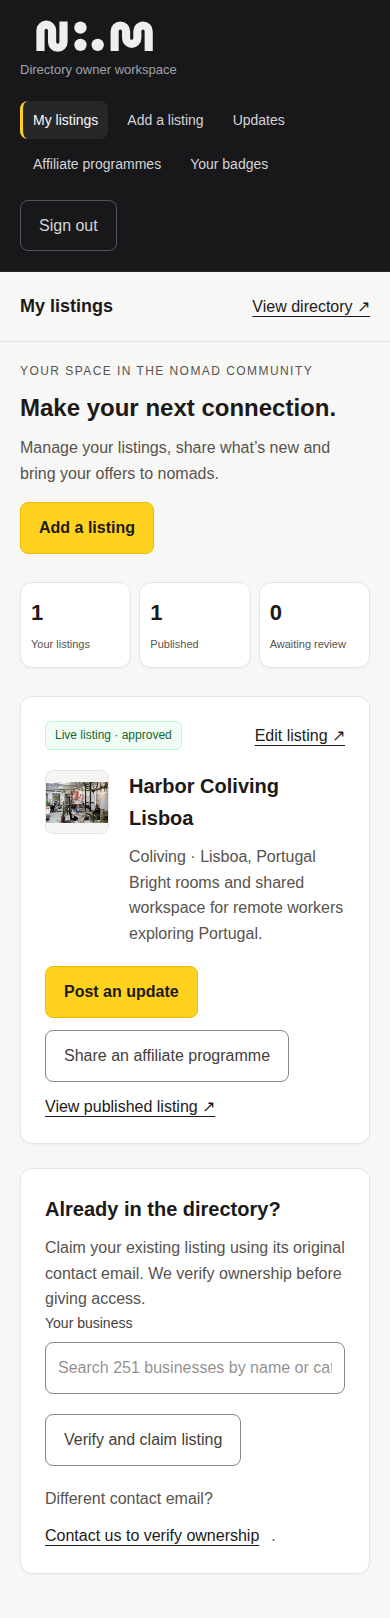 Directory owner workspace
My listings Add a listing Updates
Affiliate programmes Your badges
Sign out
My listings View directory ↗
YOUR SPACE IN THE NOMAD COMMUNITY
Make your next connection.
Manage your listings, share what’s new and
bring your offers to nomads.
Add a listing
1 1 0
Your listings Published Awaiting review
Live listing · approved Edit listing ↗
Harbor Coliving
Lisboa
Coliving · Lisboa, Portugal
Bright rooms and shared
workspace for remote workers
exploring Portugal.
Post an update
Share an affiliate programme
View published listing ↗
Already in the directory?
Claim your existing listing using its original
contact email. We verify ownership before
giving access.
Your business
Search 251 businesses by name or cat
Verify and claim listing
Different contact email?
Contact us to verify ownership .